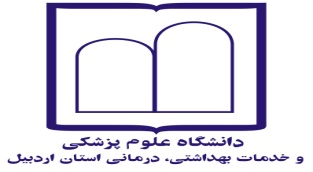 دانشگاه علوم پزشکی
و خدمات بهداشتی، درمانی استان اردبیل